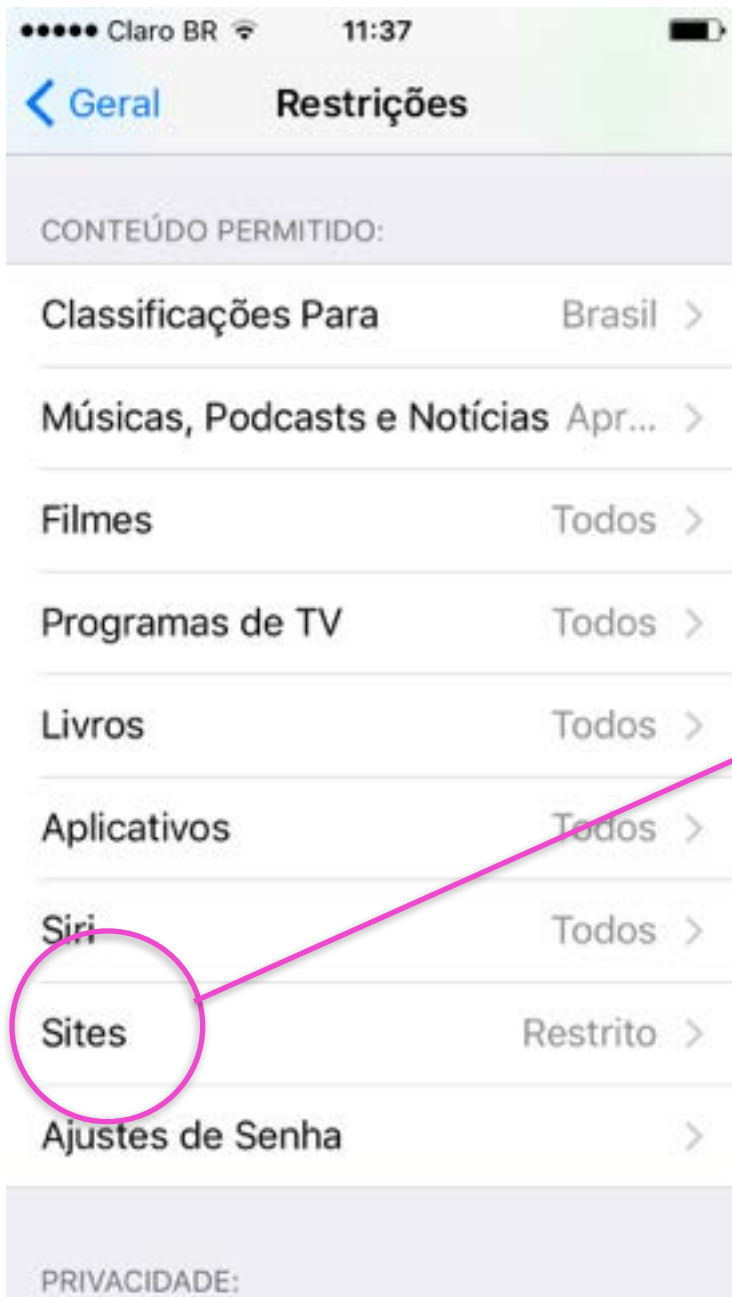 Claro BR 11:37
Geral Restrições
CONTEÚDO PERMITIDO:
Classificações Para Brasil
Músicas, Podcasts e Notícias Apr...
Filmes Todos
Programas de TV Todos
Livros Todos
Aplicativos Todos
Siri Todos
Sites Restrito
Ajustes de Senha
PRIVACIDADE: